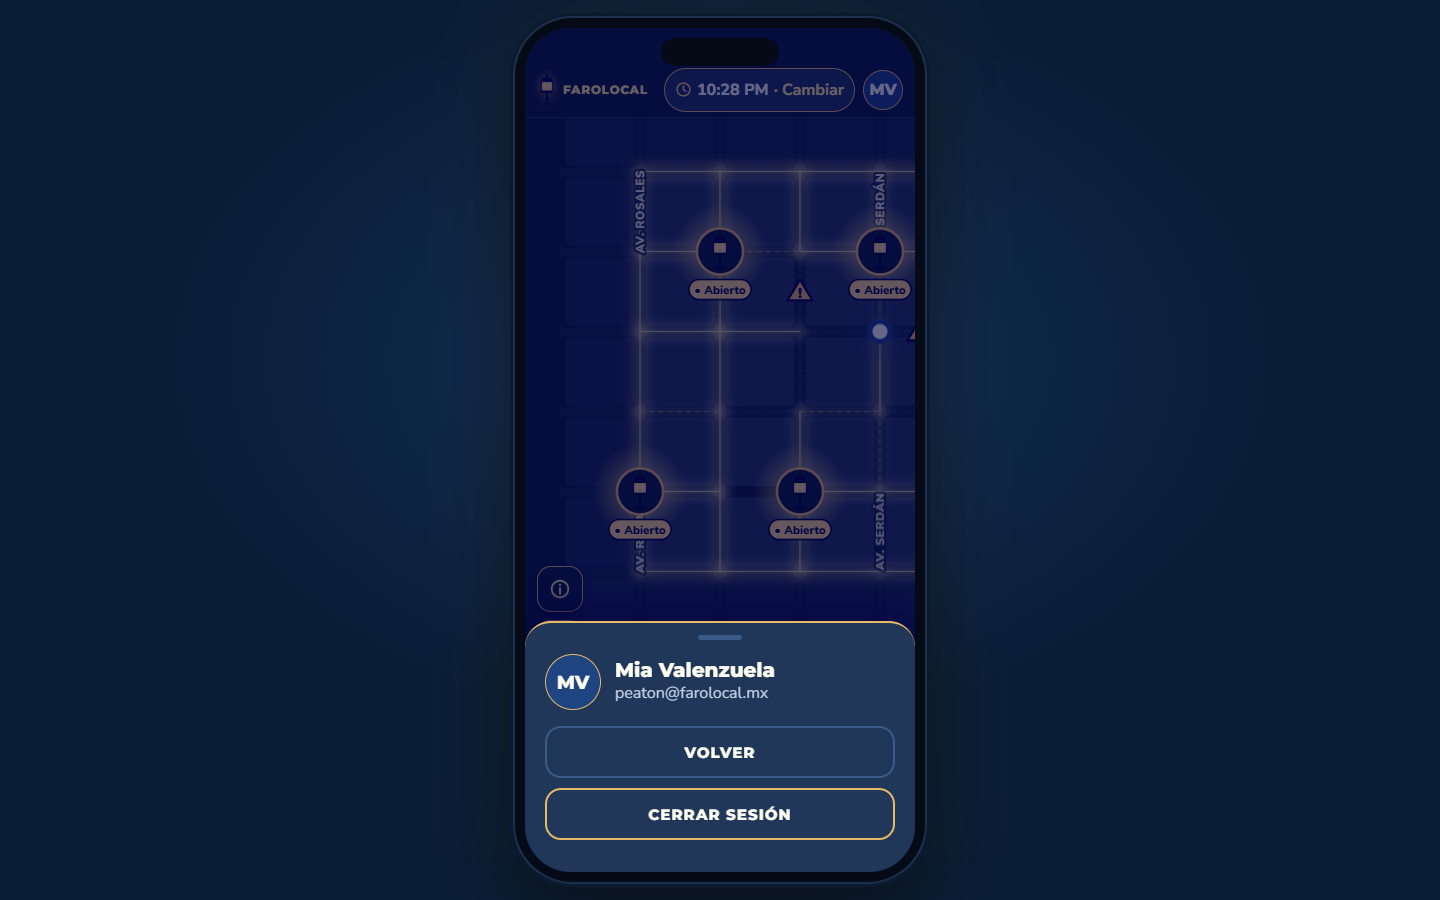 FAROLOCAL
10:28 PM · Cambiar
MV
AV. ROSALES
SERDÁN
• Abierto
• Abierto
• Abierto
• Abierto
AV. R
AV. SERDÁN
MV
Mia Valenzuela
peaton@farolocal.mx
VOLVER
CERRAR SESIÓN